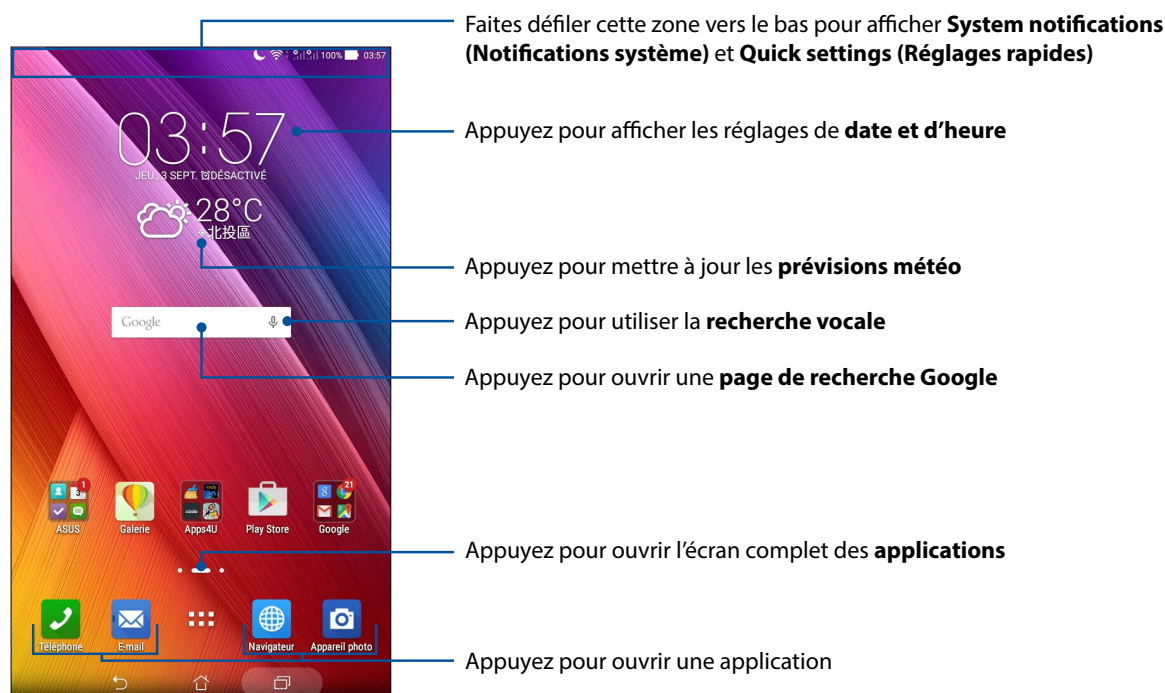 Faites défiler cette zone vers le bas pour afficher System notifications
(Notifications système) et Quick settings (Réglages rapides)
100% 03:57
03:57
Appuyez pour afficher les réglages de date et d'heure
JEU., 3 SEPT. DÉSACTIVÉ
28°C
北投區
Appuyez pour mettre à jour les prévisions météo
Google
Appuyez pour utiliser la recherche vocale
Appuyez pour ouvrir une page de recherche Google
1
3
21
ASUS Galerie Apps4U Play Store Google
Appuyez pour ouvrir l'écran complet des applications
Téléphone E-mail Navigateur Appareil photo
Appuyez pour ouvrir une application